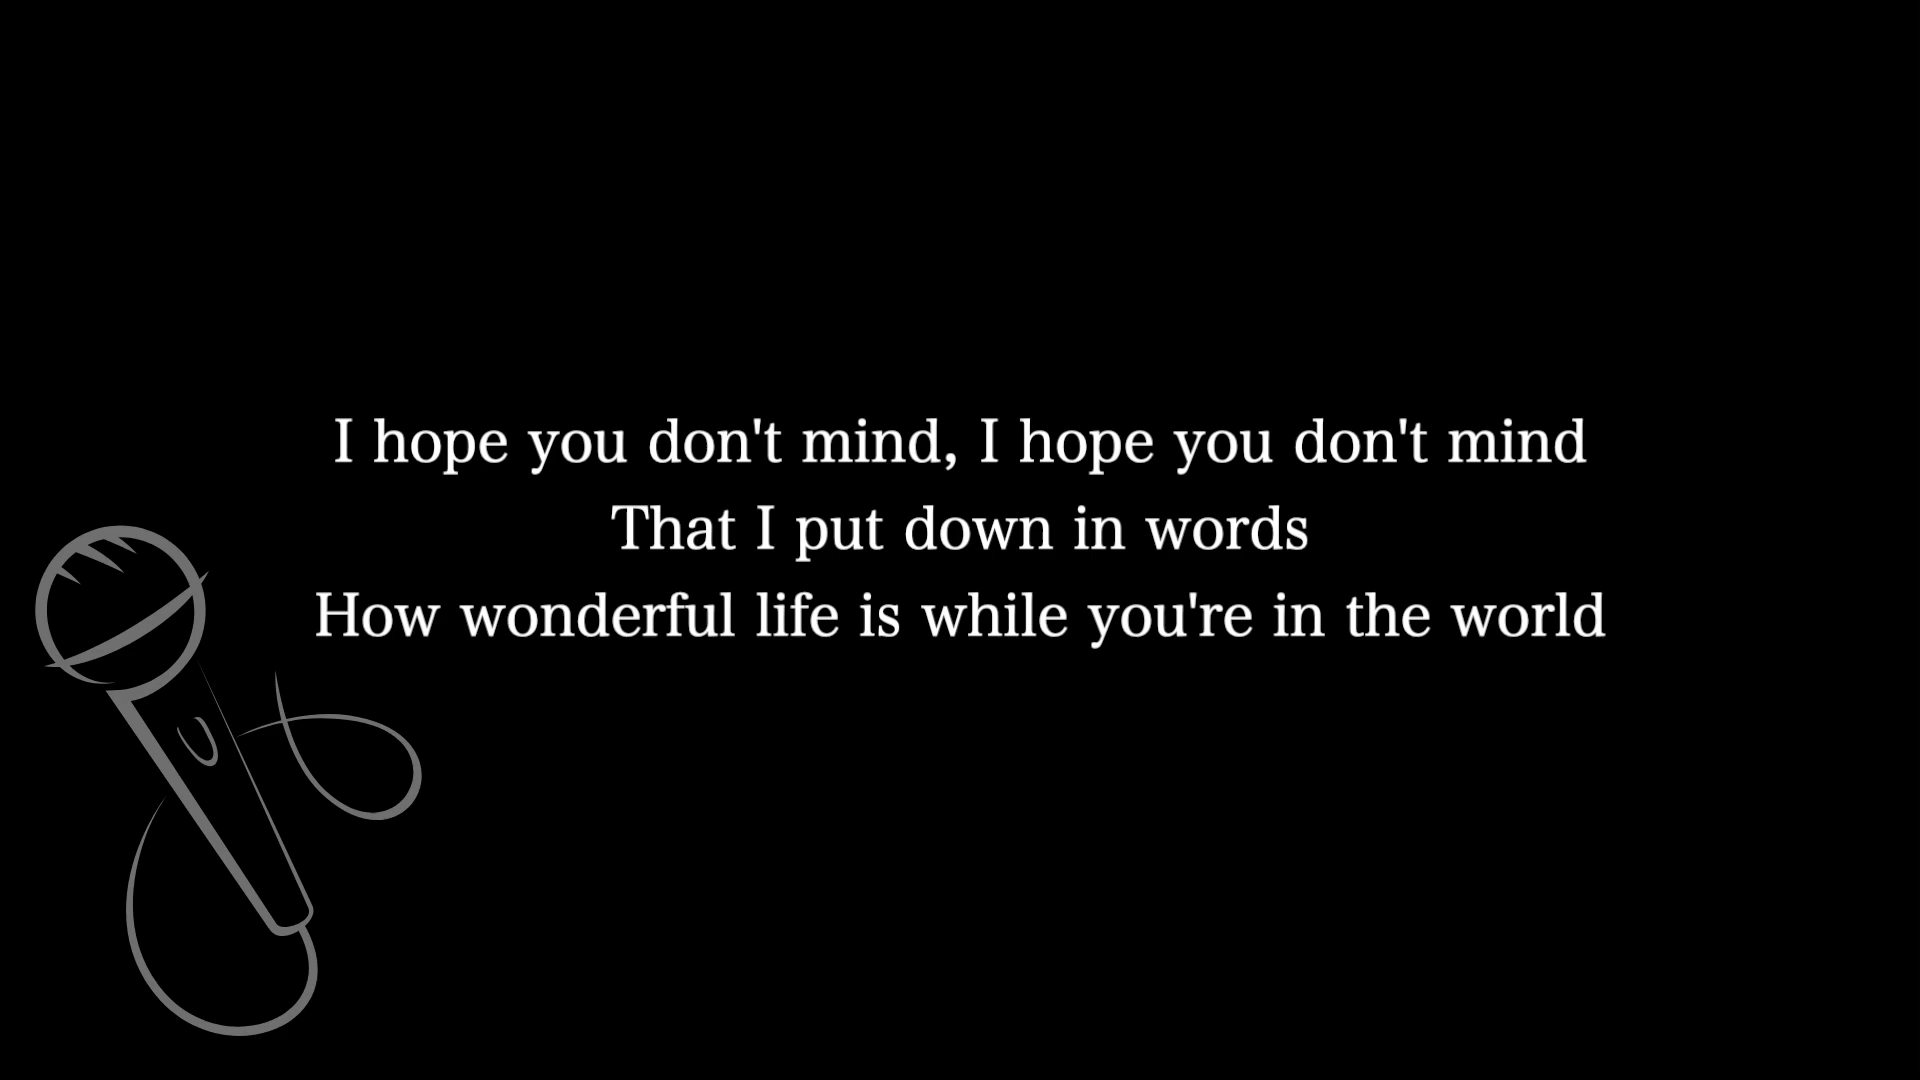 I hope you don't mind, I hope you don't mind
That I put down in words
How wonderful life is while you're in the world